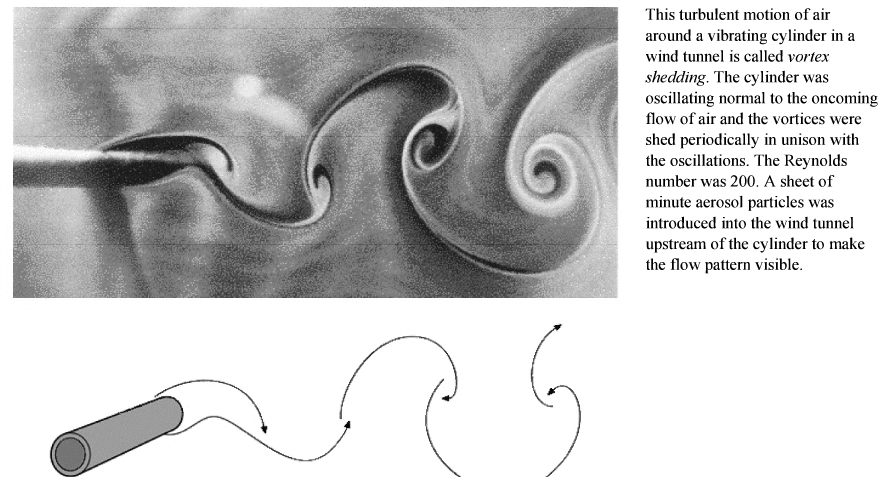 This turbulent motion of air
around a vibrating cylinder in a
wind tunnel is called vortex
shedding. The cylinder was
oscillating normal to the oncoming
flow of air and the vortices were
shed periodically in unison with
the oscillations. The Reynolds
number was 200. A sheet of
minute aerosol particles was
introduced into the wind tunnel
upstream of the cylinder to make
the flow pattern visible.